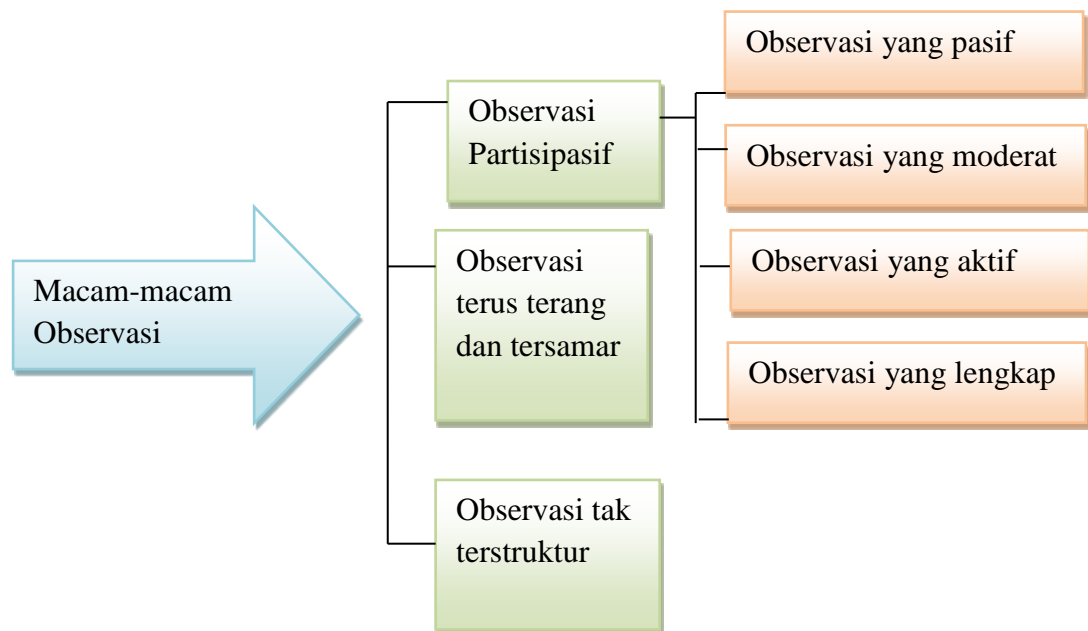 Macam-macam
Observasi
Observasi
Partisipasif
Observasi
terus terang
dan tersamar
Observasi tak
terstruktur
Observasi yang pasif
Observasi yang moderat
Observasi yang aktif
Observasi yang lengkap